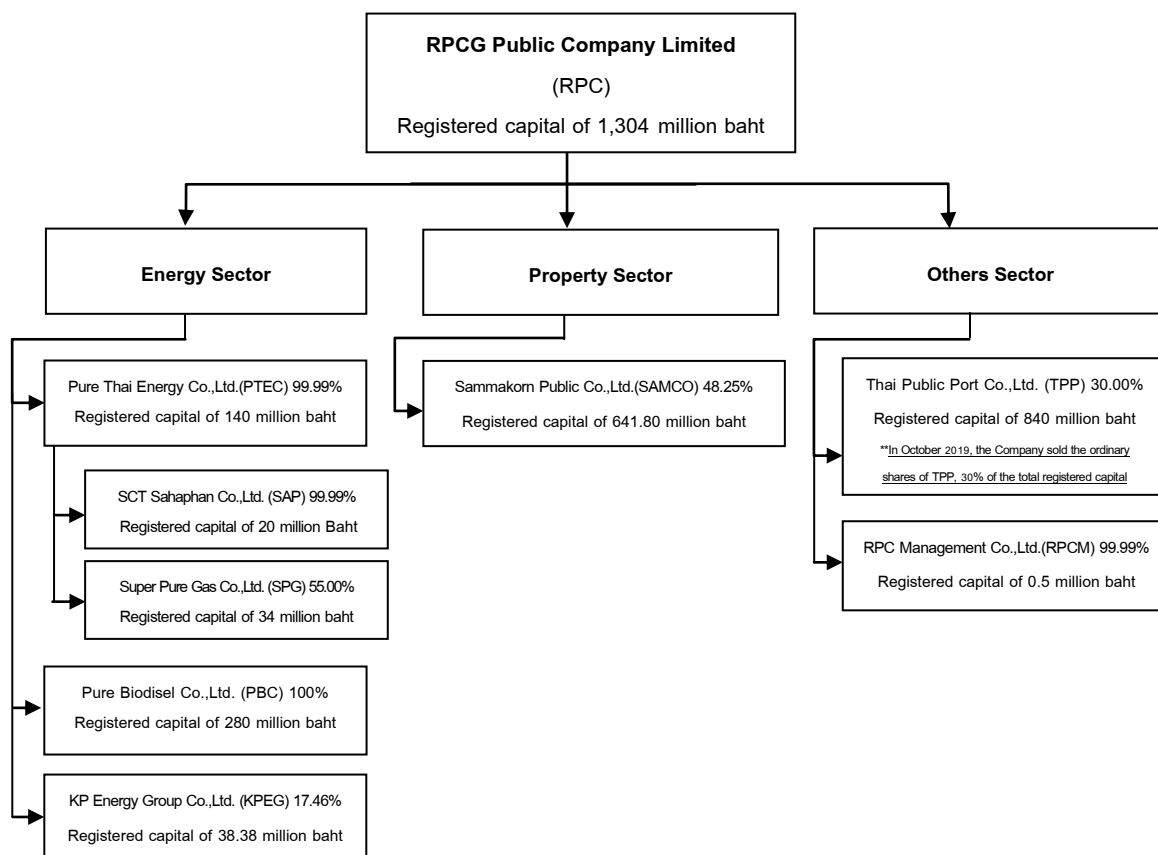 RPCG Public Company Limited
(RPC)
Registered capital of 1,304 million baht
Energy Sector
Property Sector
Others Sector
Pure Thai Energy Co.,Ltd.(PTEC) 99.99%
Registered capital of 140 million baht
SCT Sahaphan Co.,Ltd. (SAP) 99.99%
Registered capital of 20 million Baht
Super Pure Gas Co.,Ltd. (SPG) 55.00%
Registered capital of 34 million baht
Pure Biodisel Co.,Ltd. (PBC) 100%
Registered capital of 280 million baht
KP Energy Group Co.,Ltd. (KPEG) 17.46%
Registered capital of 38.38 million baht
Sammakorn Public Co.,Ltd.(SAMCO) 48.25%
Registered capital of 641.80 million baht
Thai Public Port Co.,Ltd. (TPP) 30.00%
Registered capital of 840 million baht
**In October 2019, the Company sold the ordinary
shares of TPP, 30% of the total registered capital
RPC Management Co.,Ltd.(RPCM) 99.99%
Registered capital of 0.5 million baht